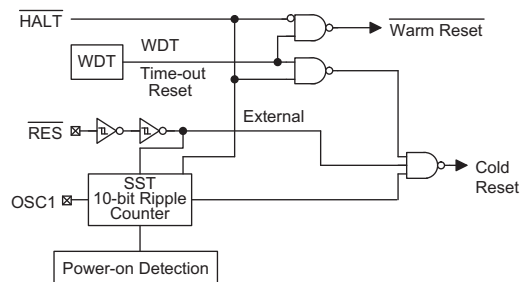 HALT
WDT
WDT
Time-out
Reset
Warm Reset
RES
External
Cold
Reset
OSC1
SST
10-bit Ripple
Counter
Power-on Detection